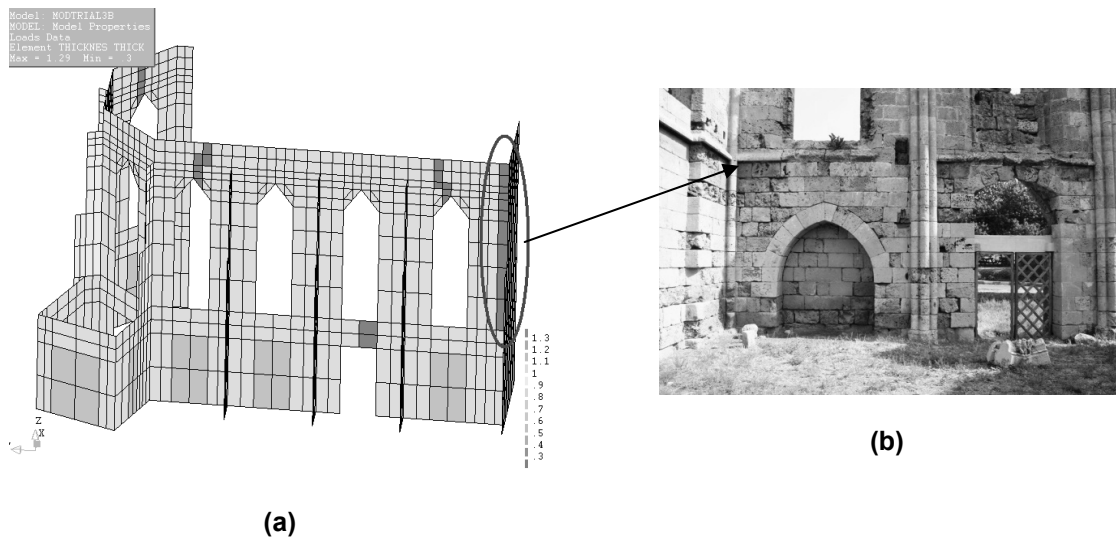 Model: MODTRIAL3B
MODEL: Model Properties
Loads Data
Element THICKNES THICK
Max = 1.29 Min = .3
1.3
1.2
1.1
1
.9
.8
.7
.6
.5
.4
.3
Z
X
(b)
(a)